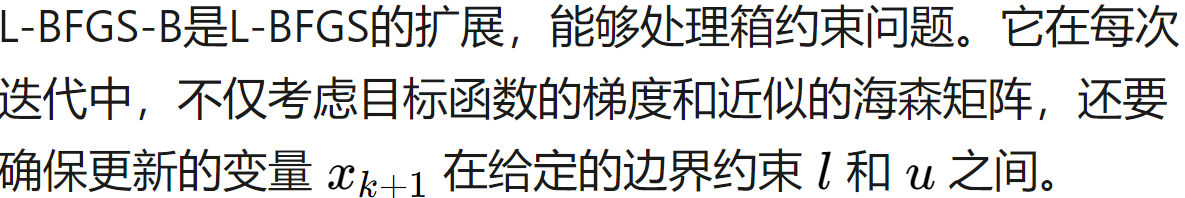 L-BFGS-B是L-BFGS的扩展，能够处理箱约束问题。它在每次
迭代中，不仅考虑目标函数的梯度和近似的海森矩阵，还要
确保更新的变量 x_{k+1} 在给定的边界约束 l 和 u 之间。